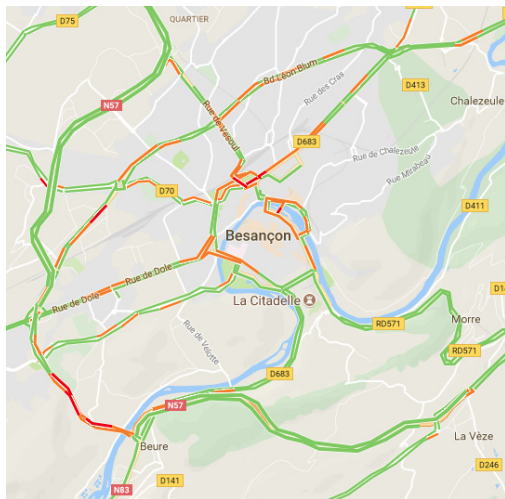 D75
QUARTIER
Bd Léon Blum
N57
Rue de Vesoul
Rue des Cras
D413
Chalezeule
D683
Rue de Chalezeule
Rue Mirabeau
D70
D411
Besançon
Rue de Dole
Rue de Dole
La Citadelle
RD571
Morre
RD571
Rue de Velotte
D683
N57
Beure
La Vèze
D141
D246
N83